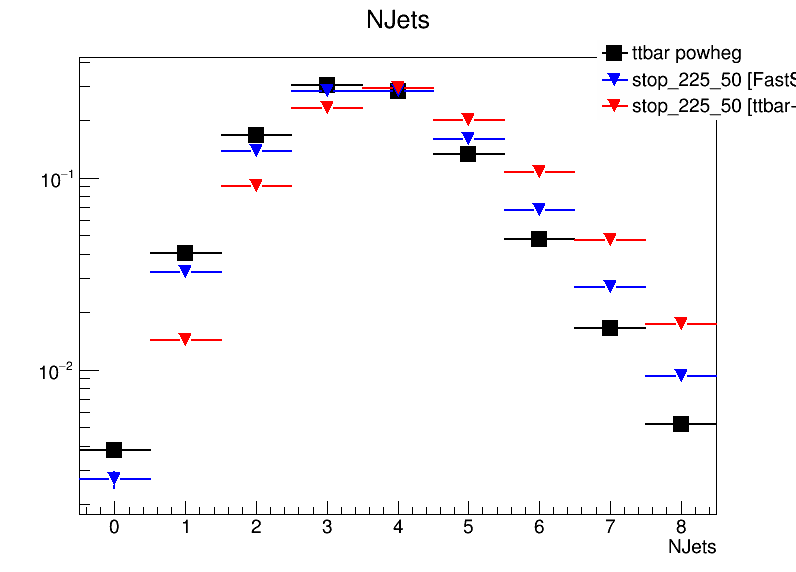 NJets
ttbar powheg
stop_225_50 [FastS
stop_225_50 [ttbar-
10⁻¹
10⁻²
0 1 2 3 4 5 6 7 8
NJets